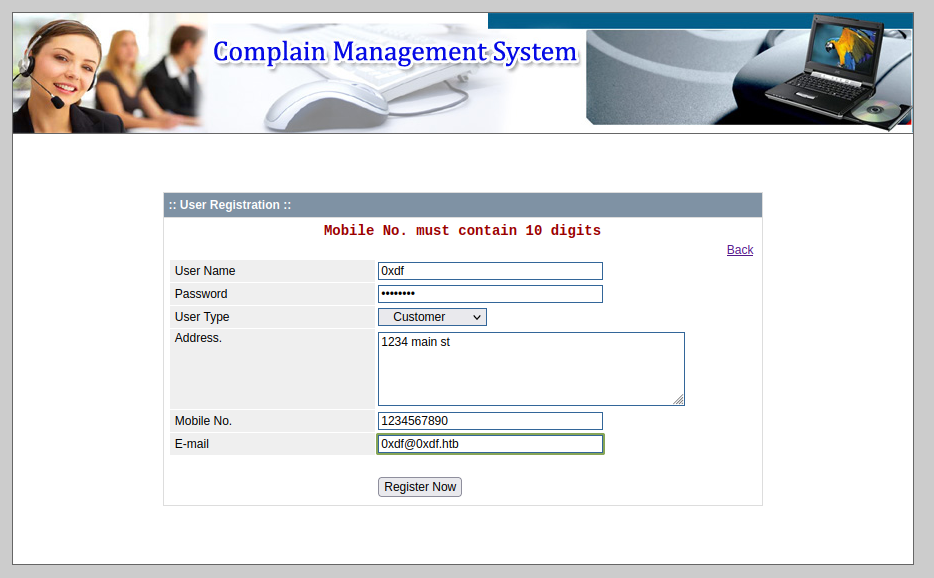 Complain Management System
:: User Registration ::
Mobile No. must contain 10 digits
Back
User Name 0xdf
Password ••••••••
User Type Customer
Address. 1234 main st
Mobile No. 1234567890
E-mail 0xdf@0xdf.htb
Register Now